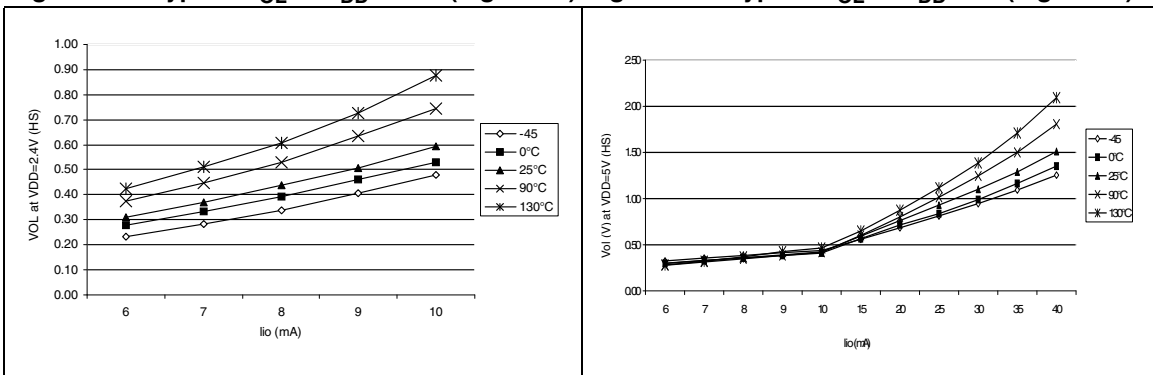 VOL at VDD=2.4V (HS)
1.00
0.90
0.80
0.70
0.60
0.50
0.40
0.30
0.20
0.10
0.00
6 7 8 9 10
Iio (mA)
-45
0°C
25°C
90°C
130°C
Vol (V) at VDD=5V (HS)
2.50
2.00
1.50
1.00
0.50
0.00
6 7 8 9 10 15 20 25 30 35 40
Iio (mA)
-45
0°C
25°C
90°C
130°C